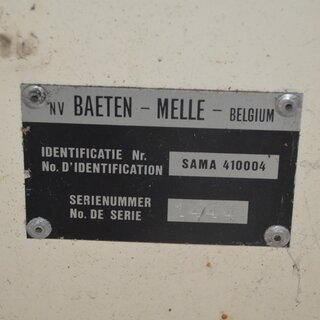 NV BAETEN – MELLE – BELGIUM
IDENTIFICATIE Nr.
No. D'IDENTIFICATION
SAMA 410004
SERIENUMMER
No. DE SERIE